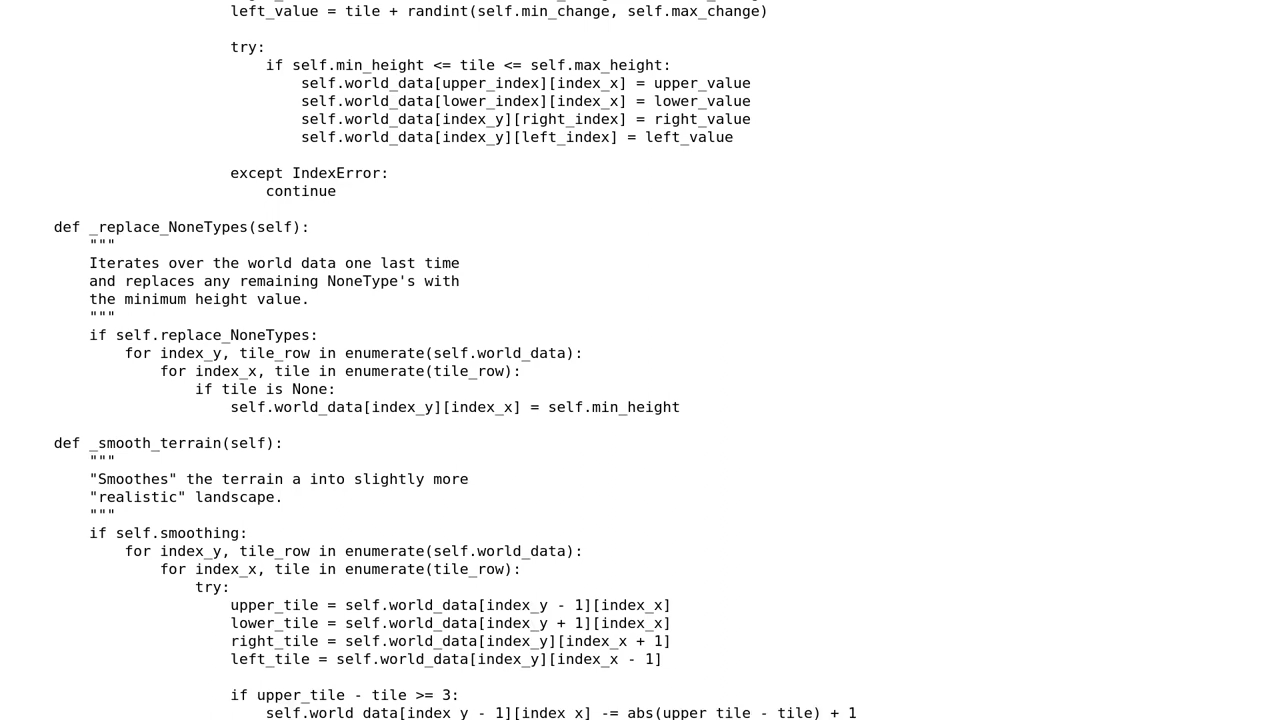 left_value = tile + randint(self.min_change, self.max_change)
try:
if self.min_height <= tile <= self.max_height:
self.world_data[upper_index][index_x] = upper_value
self.world_data[lower_index][index_x] = lower_value
self.world_data[index_y][right_index] = right_value
self.world_data[index_y][left_index] = left_value
except IndexError:
continue
def _replace_NoneTypes(self):
"""
Iterates over the world data one last time
and replaces any remaining NoneType's with
the minimum height value.
"""
if self.replace_NoneTypes:
for index_y, tile_row in enumerate(self.world_data):
for index_x, tile in enumerate(tile_row):
if tile is None:
self.world_data[index_y][index_x] = self.min_height
def _smooth_terrain(self):
"""
"Smoothes" the terrain a into slightly more
"realistic" landscape.
"""
if self.smoothing:
for index_y, tile_row in enumerate(self.world_data):
for index_x, tile in enumerate(tile_row):
try:
upper_tile = self.world_data[index_y - 1][index_x]
lower_tile = self.world_data[index_y + 1][index_x]
right_tile = self.world_data[index_y][index_x + 1]
left_tile = self.world_data[index_y][index_x - 1]
if upper_tile - tile >= 3:
self.world_data[index_y - 1][index_x] -= abs(upper_tile - tile) + 1